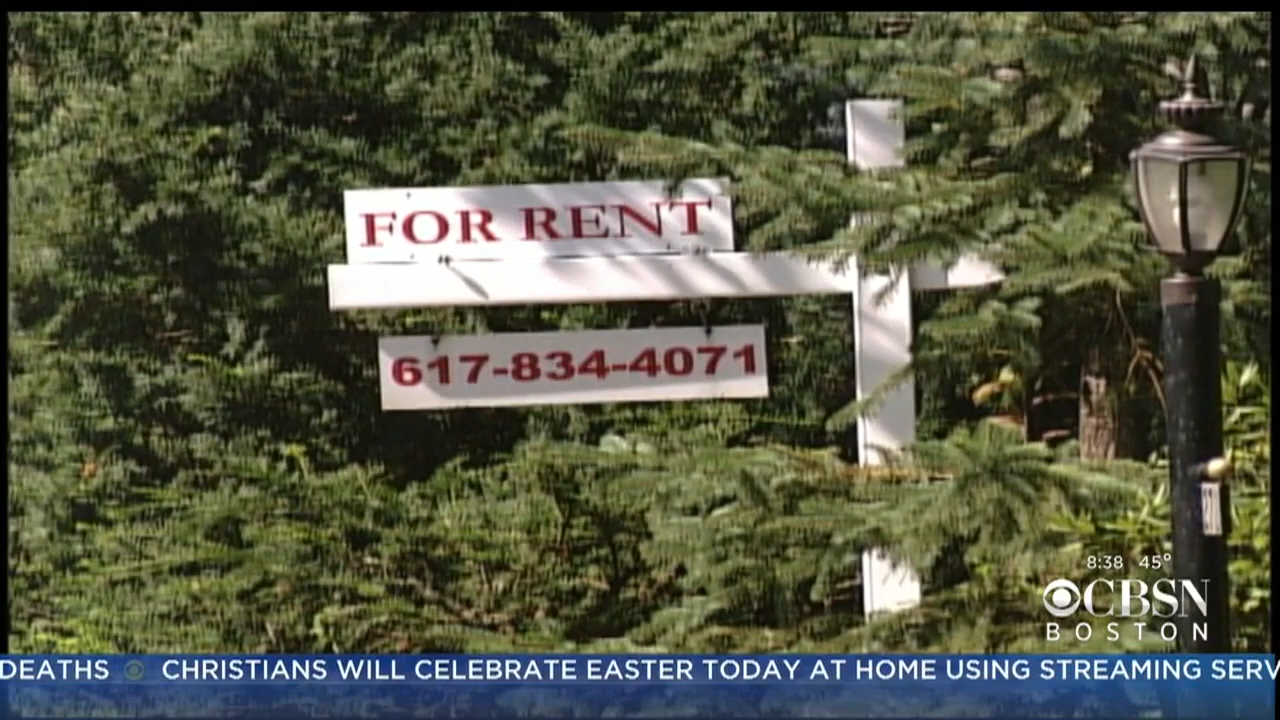 FOR RENT
617-834-4071
8:38 45°
CBSN
BOSTON
DEATHS CHRISTIANS WILL CELEBRATE EASTER TODAY AT HOME USING STREAMING SERV